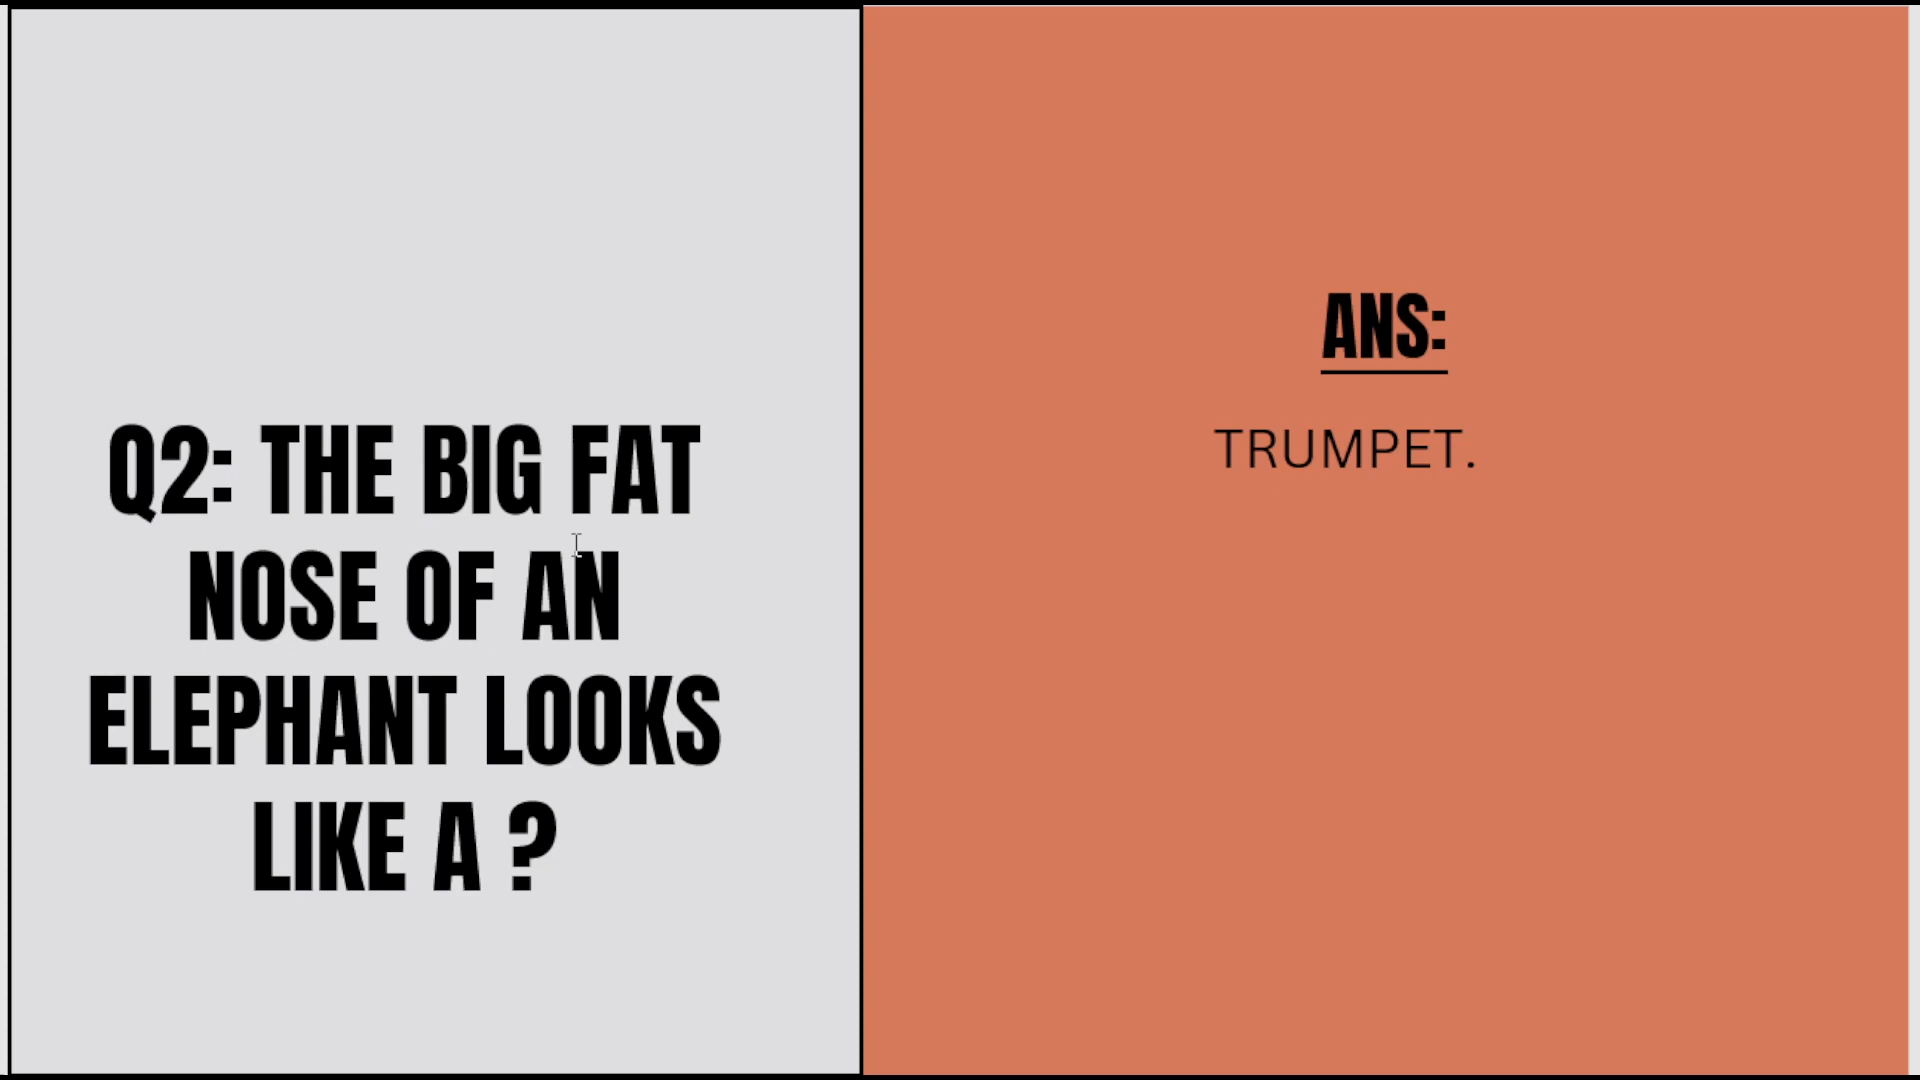 Q2: THE BIG FAT
NOSE OF AN
ELEPHANT LOOKS
LIKE A ?
ANS:
TRUMPET.